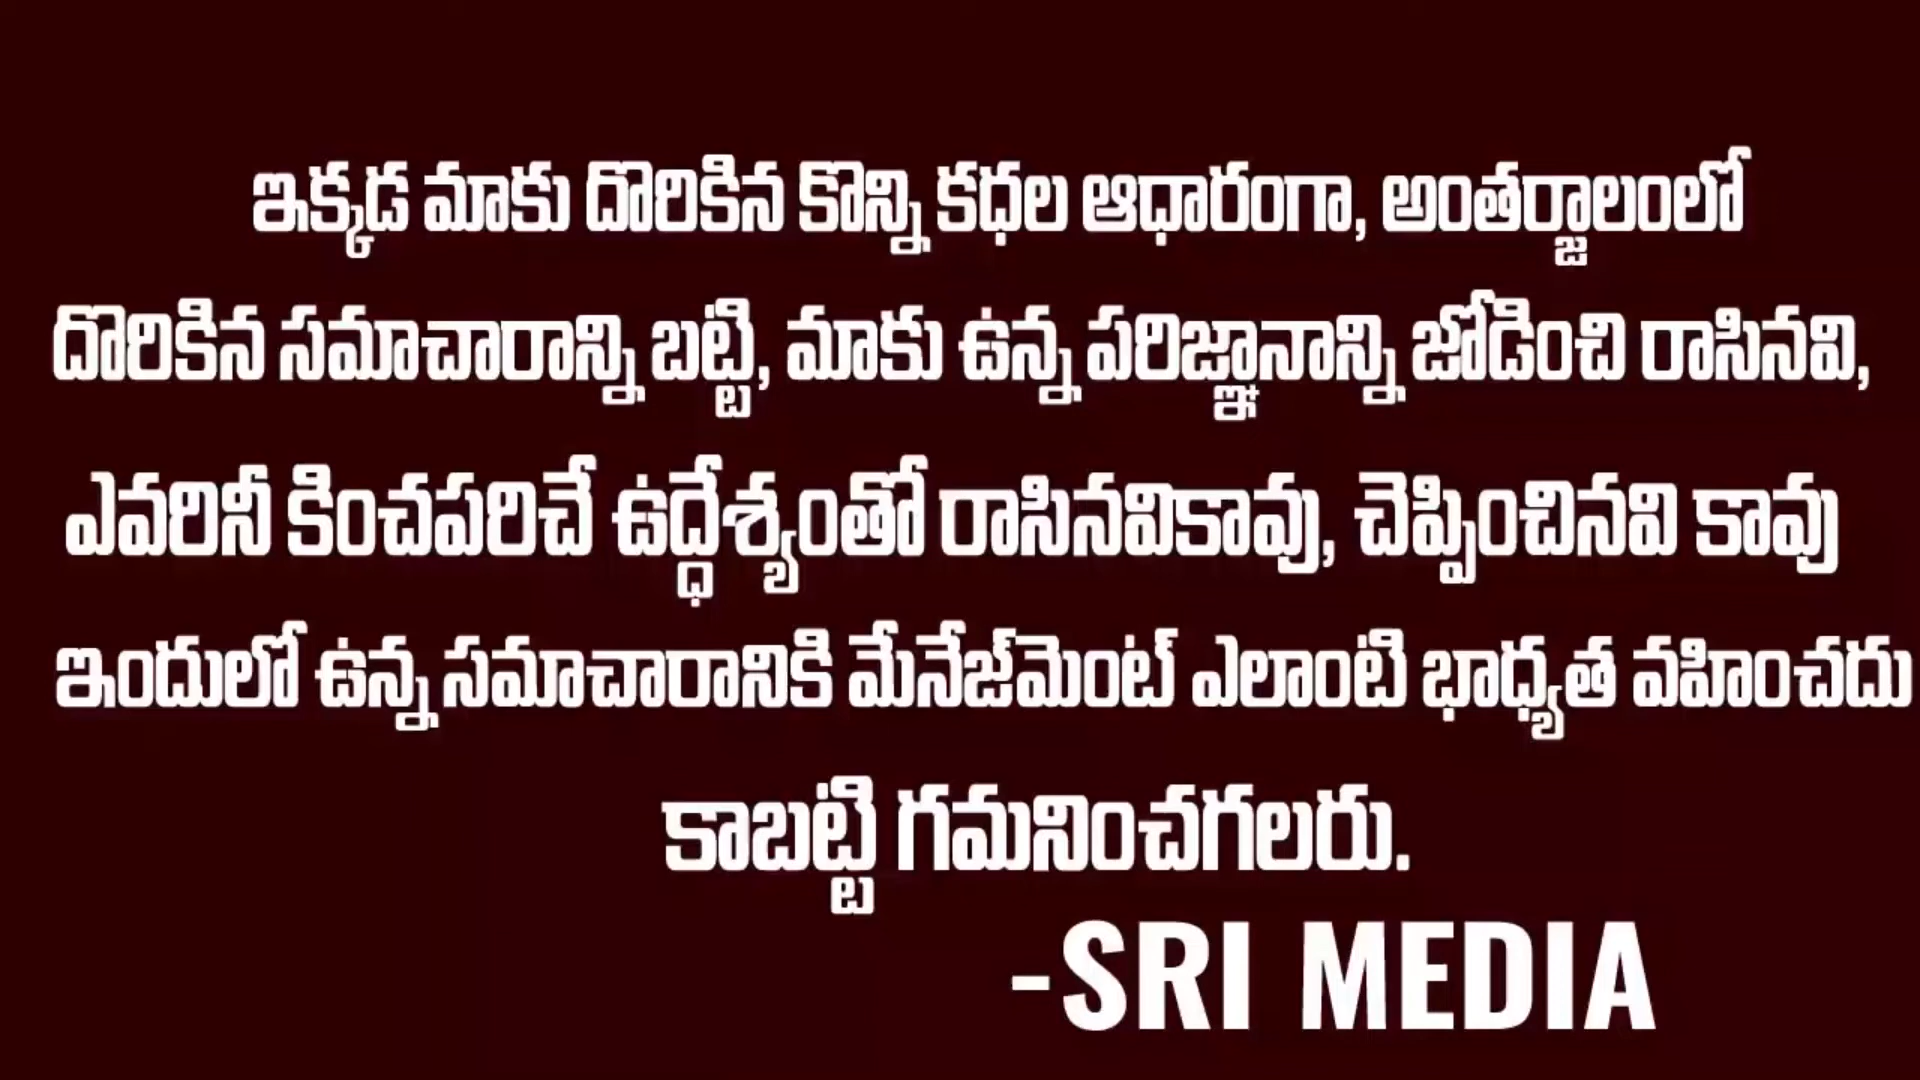 ఇక్కడ మాకు దొరికిన కొన్ని కధల ఆధారంగా, అంతర్జాలంలో
దొరికిన సమాచారాన్ని బట్టి, మాకు ఉన్న పరిజ్ఞానాన్ని జోడించి రాసినవి,
ఎవరినీ కించపరిచే ఉద్ధేశ్యంతో రాసినవికావు, చెప్పించినవి కావు
ఇందులో ఉన్న సమాచారానికి మేనేజ్‌మెంట్ ఎలాంటి భాధ్యత వహించదు
కాబట్టి గమనించగలరు.
-SRI MEDIA